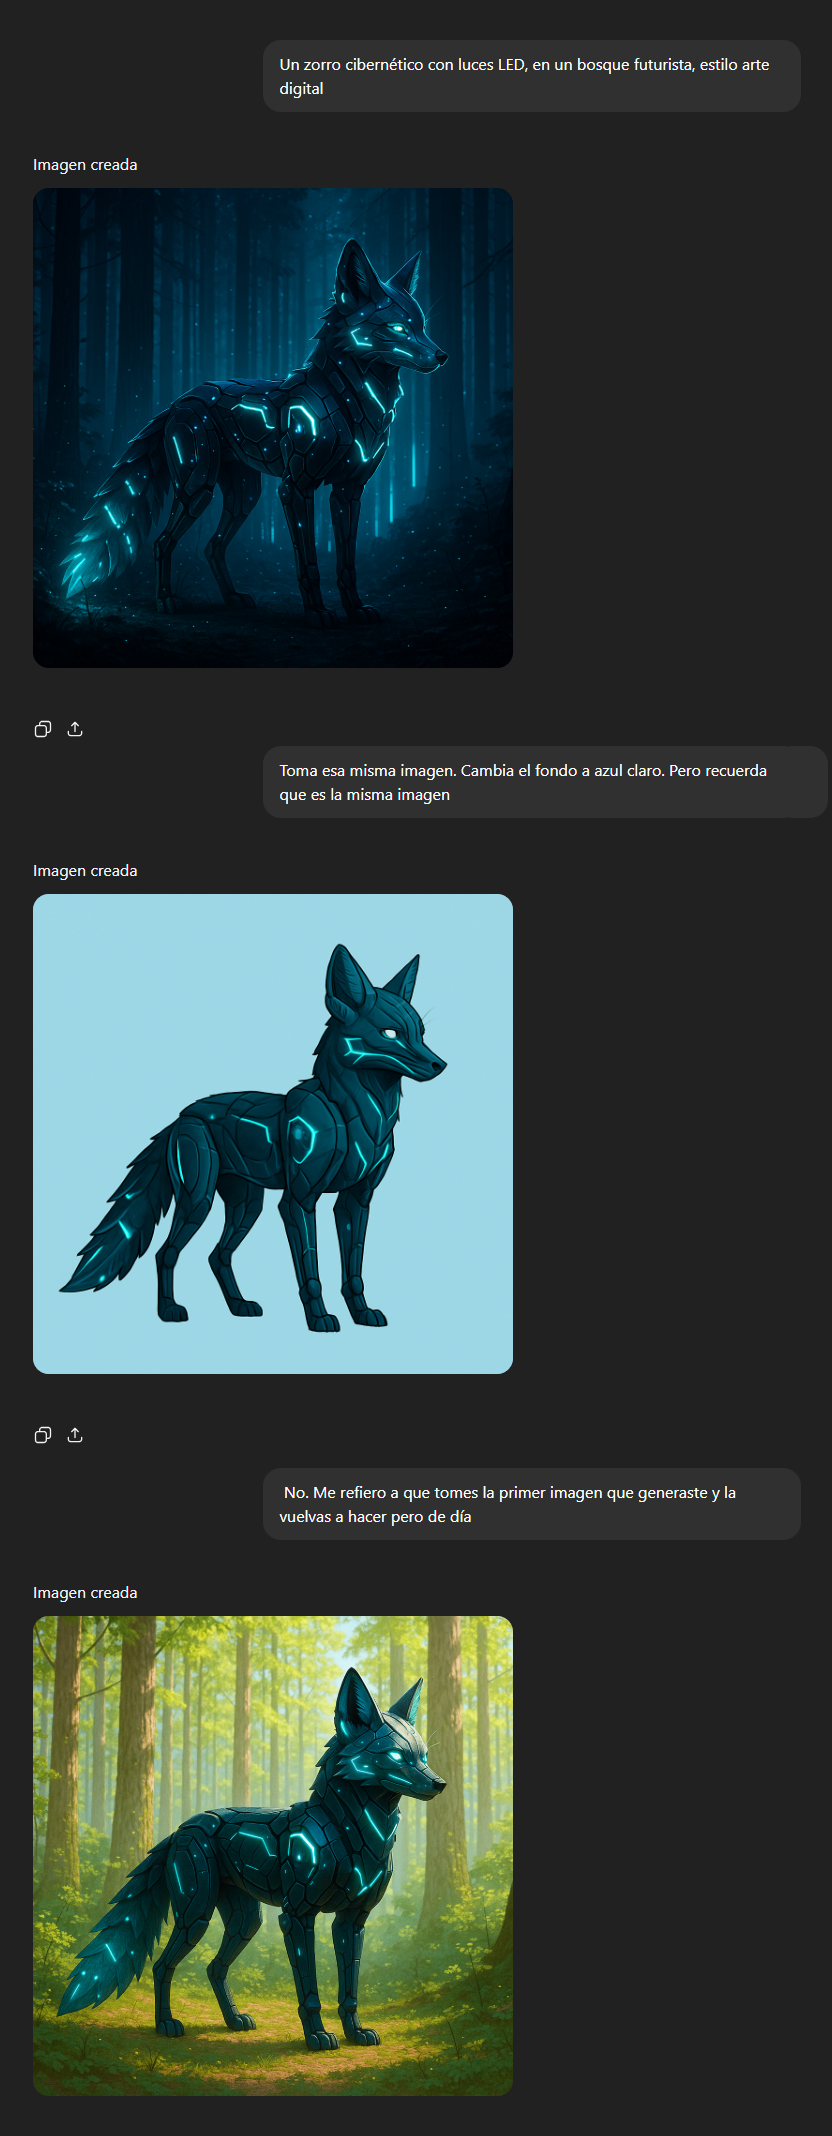 Un zorro cibernético con luces LED, en un bosque futurista, estilo arte
digital
Imagen creada
Toma esa misma imagen. Cambia el fondo a azul claro. Pero recuerda
que es la misma imagen
Imagen creada
No. Me refiero a que tomes la primer imagen que generaste y la
vuelvas a hacer pero de día
Imagen creada